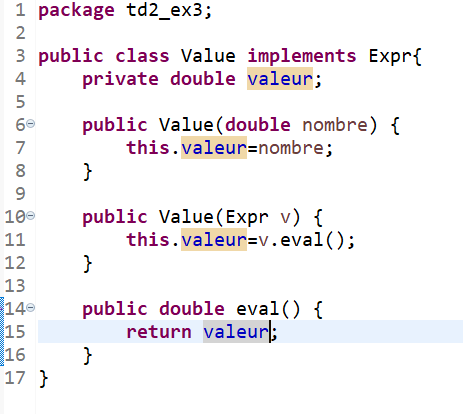 1 package td2_ex3;
2
3 public class Value implements Expr{
4     private double valeur;
5
6     public Value(double nombre) {
7         this.valeur=nombre;
8     }
9
10     public Value(Expr v) {
11         this.valeur=v.eval();
12     }
13
14     public double eval() {
15         return valeur;
16     }
17 }